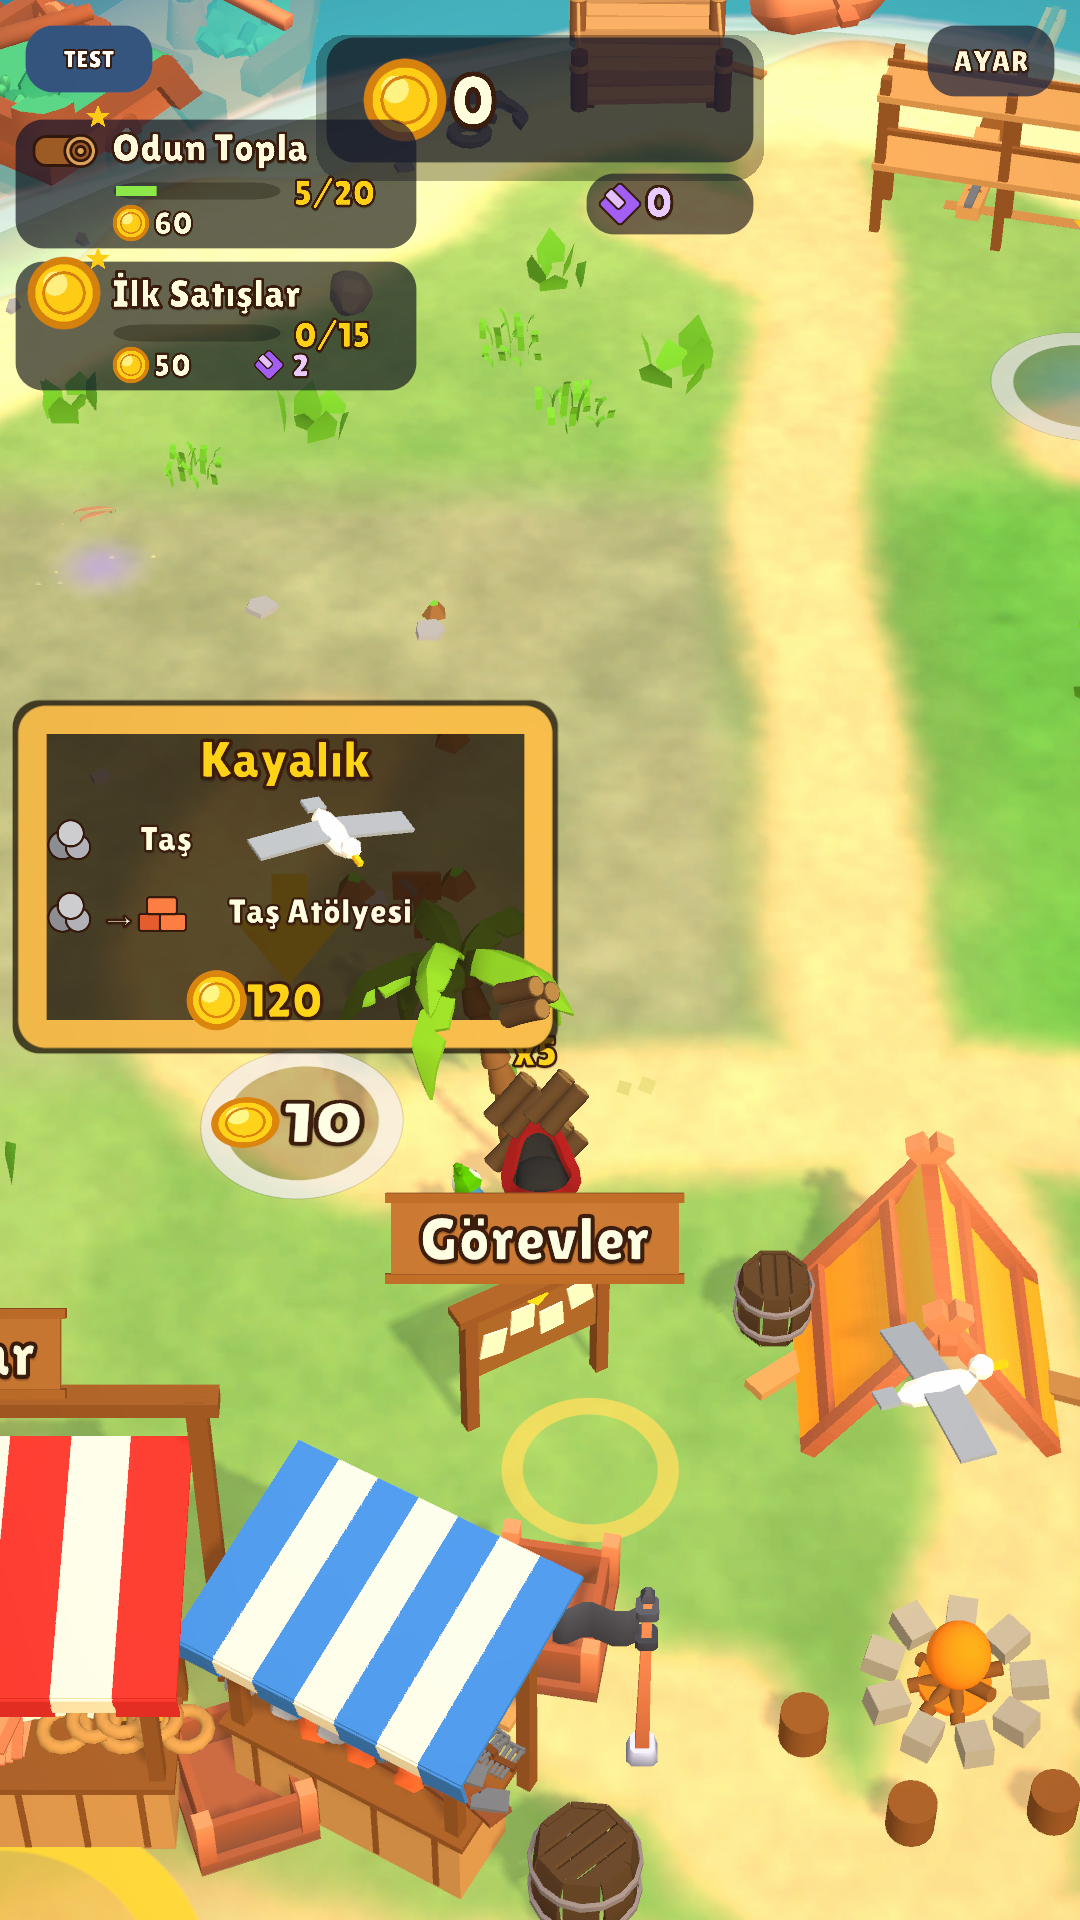 TEST
0
AYAR
Odun Topla
5/20
60
0
İlk Satışlar
0/15
50
2
Kayalık
Taş
→
Taş Atölyesi
120
x5
10
Görevler
ar